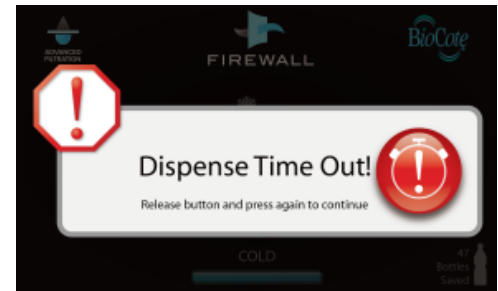 ADVANCED
FILTRATION
FIREWALL
BioCote
Dispense Time Out!
Release button and press again to continue
COLD
47
Bottles
Saved